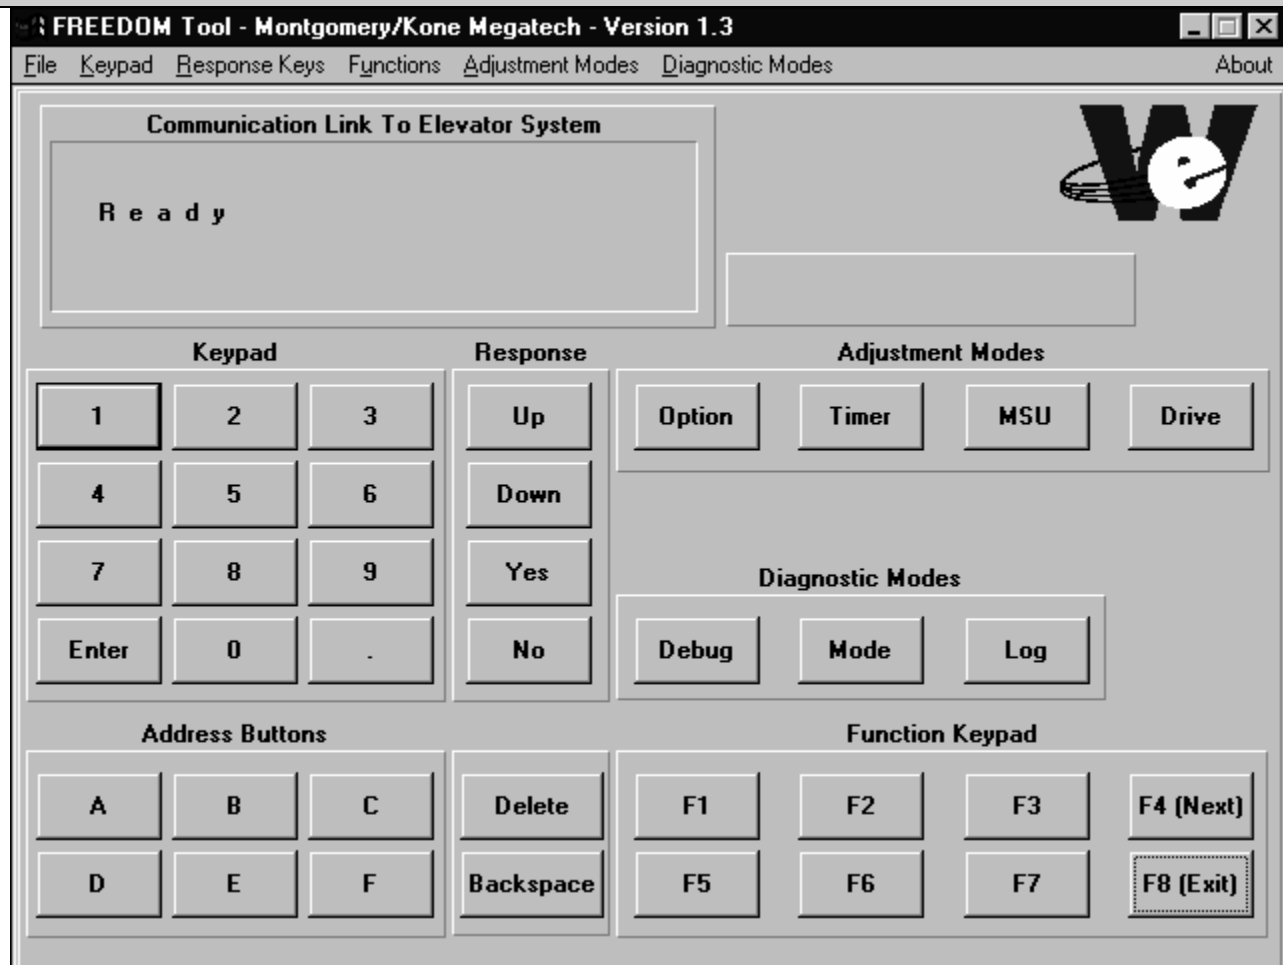 FREEDOM Tool - Montgomery/Kone Megatech - Version 1.3
File Keypad Response Keys Functions Adjustment Modes Diagnostic Modes About
Communication Link To Elevator System
We
R e a d y
Keypad Response Adjustment Modes
1 2 3 Up Option Timer MSU Drive
4 5 6 Down
7 8 9 Yes
Diagnostic Modes
Enter 0 . No Debug Mode Log
Address Buttons Function Keypad
A B C Delete F1 F2 F3 F4 (Next)
D E F Backspace F5 F6 F7 F8 (Exit)